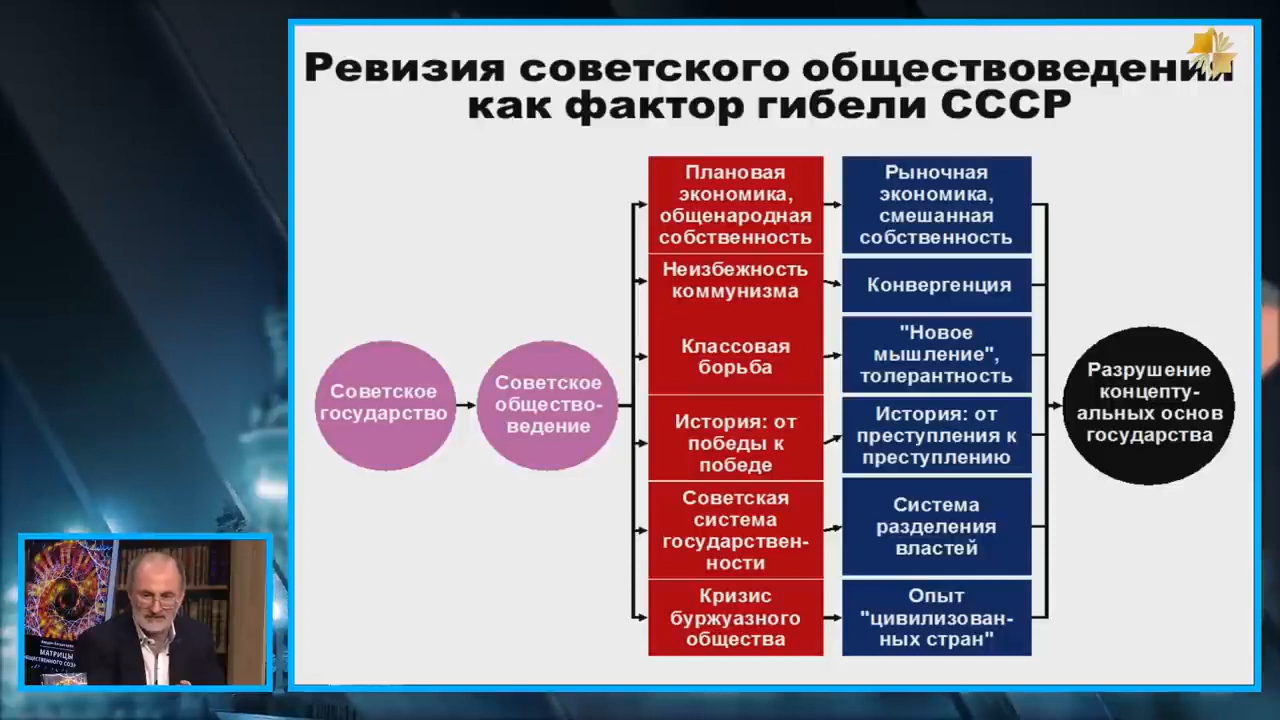 Ревизия советского обществоведения
как фактор гибели СССР
Советское
государство
Советское
общество-
ведение
Плановая
экономика,
общенародная
собственность
Рыночная
экономика,
смешанная
собственность
Неизбежность
коммунизма
Конвергенция
Классовая
борьба
"Новое
мышление",
толерантность
История: от
победы к
победе
История: от
преступления к
преступлению
Советская
система
государствен-
ности
Система
разделения
властей
Кризис
буржуазного
общества
Опыт
"цивилизован-
ных стран"
Разрушение
концепту-
альных основ
государства
МАТРИЦЫ